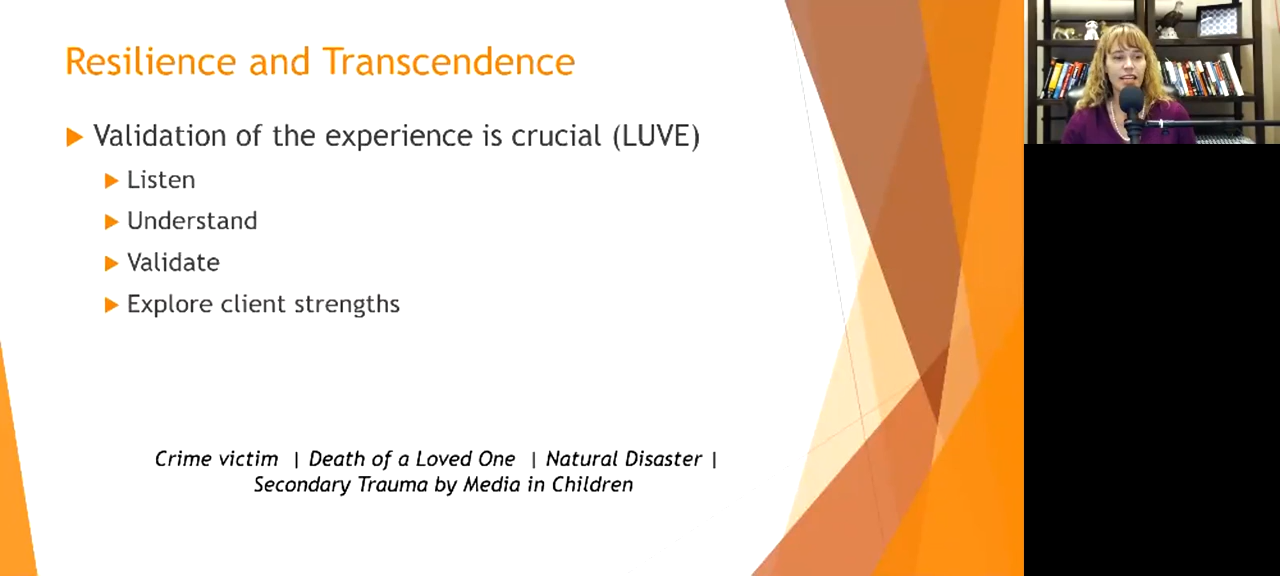 Resilience and Transcendence
Validation of the experience is crucial (LUVE)
Listen
Understand
Validate
Explore client strengths
Crime victim | Death of a Loved One | Natural Disaster |
Secondary Trauma by Media in Children